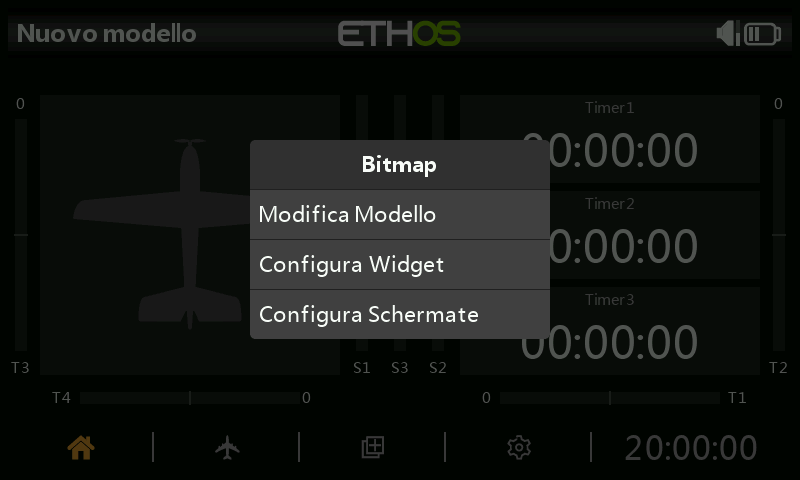 Nuovo modello
ETHOS
0
0
Timer1
00:00:00
Bitmap
Modifica Modello
Timer2
00:00:00
Configura Widget
Timer3
Configura Schermate
00:00:00
T3
S1
S3
S2
T2
T4
0
0
T1
20:00:00